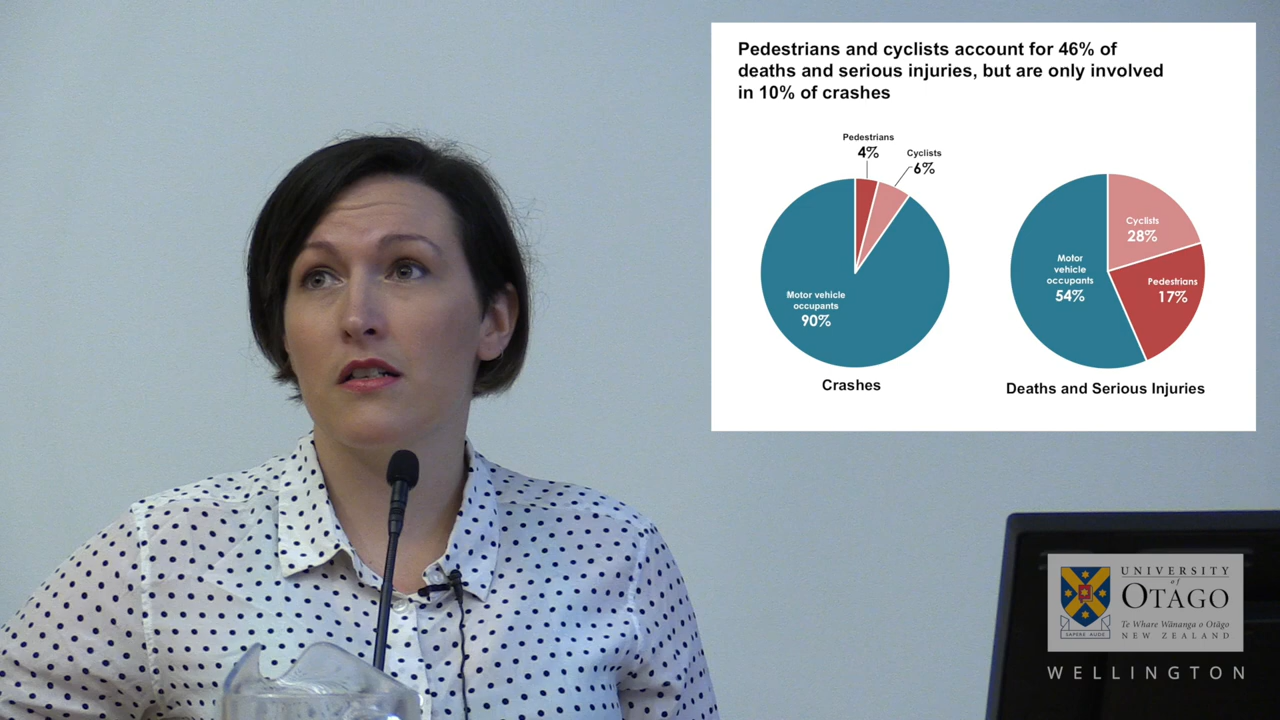 Pedestrians and cyclists account for 46% of
deaths and serious injuries, but are only involved
in 10% of crashes
Pedestrians
4%
Cyclists
6%
Motor vehicle
occupants
90%
Crashes
Cyclists
28%
Motor
vehicle
occupants
54%
Pedestrians
17%
Deaths and Serious Injuries
UNIVERSITY
of
OTAGO
Te Whare Wānanga o Otāgo
NEW ZEALAND
SAPERE AUDE
WELLINGTON